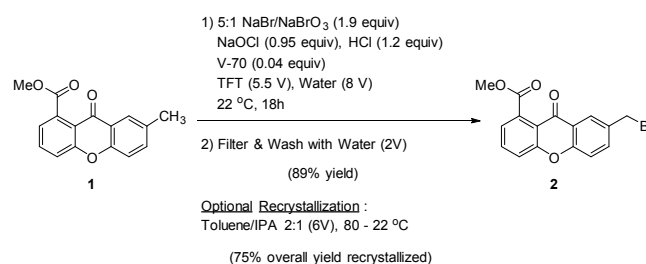 1) 5:1 NaBr/NaBrO₃ (1.9 equiv)
NaOCl (0.95 equiv), HCl (1.2 equiv)
V-70 (0.04 equiv)
TFT (5.5 V), Water (8 V)
22 °C, 18h
MeO
O
O
CH₃
O
1
2) Filter & Wash with Water (2V)
(89% yield)
Optional Recrystallization :
Toluene/IPA 2:1 (6V), 80 - 22 °C
(75% overall yield recrystallized)
MeO
O
O
B
O
2